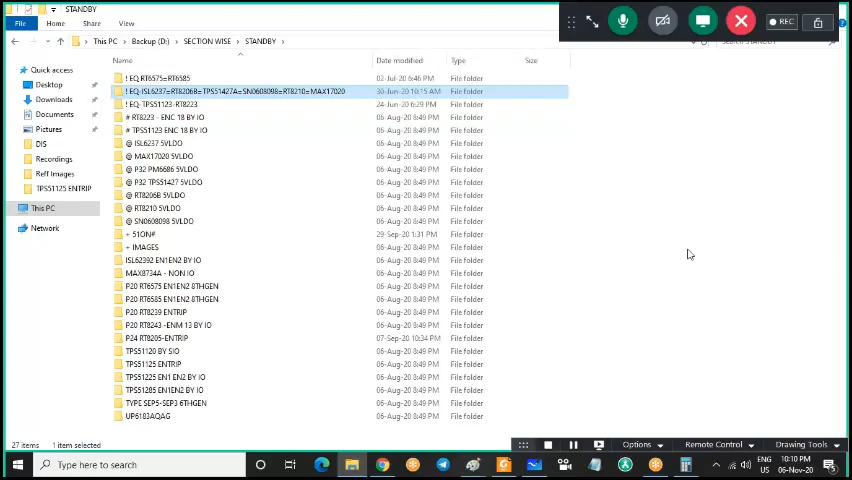 STANDBY
File
Home
Share
View
REC
This PC > Backup (D:) > SECTION WISE > STANDBY >
Name
Date modified
Type
Size
Quick access
Desktop
Downloads
Documents
Pictures
DIS
Recordings
Reff Images
TPS51125 ENTRIP
This PC
Network
! EQ RT6575=RT6585 02-Jul-20 6:46 PM File folder
! EQ-ISL6237=RT8206B=TPS51427A=SN0608098=RT8210=MAX17020 30-Jun-20 10:15 AM File folder
! EQ-TPS51123-RT8223 24-Jun-20 6:29 PM File folder
# RT8223 - ENC 18 BY IO 06-Aug-20 8:49 PM File folder
# TPS51123 ENC 18 BY IO 06-Aug-20 8:49 PM File folder
@ ISL6237 5VLDO 06-Aug-20 8:49 PM File folder
@ MAX17020 5VLDO 06-Aug-20 8:49 PM File folder
@ P32 PM6686 5VLDO 06-Aug-20 8:49 PM File folder
@ P32 TPS51427 5VLDO 06-Aug-20 8:49 PM File folder
@ RT8206B 5VLDO 06-Aug-20 8:49 PM File folder
@ RT8210 5VLDO 06-Aug-20 8:49 PM File folder
@ SN0608098 5VLDO 06-Aug-20 8:49 PM File folder
+ 51ON# 29-Sep-20 1:31 PM File folder
+ IMAGES 06-Aug-20 8:49 PM File folder
ISL62392 EN1EN2 BY IO 06-Aug-20 8:49 PM File folder
MAX8734A - NON IO 06-Aug-20 8:49 PM File folder
P20 RT6575 EN1EN2 8THGEN 06-Aug-20 8:49 PM File folder
P20 RT6585 EN1EN2 8THGEN 06-Aug-20 8:49 PM File folder
P20 RT8239 ENTRIP 06-Aug-20 8:49 PM File folder
P20 RT8243 -ENM 13 BY IO 06-Aug-20 8:49 PM File folder
P24 RT8205-ENTRIP 07-Sep-20 10:34 PM File folder
TPS51120 BY SIO 06-Aug-20 8:49 PM File folder
TPS51125 ENTRIP 06-Aug-20 8:49 PM File folder
TPS51225 EN1 EN2 BY IO 06-Aug-20 8:49 PM File folder
TPS51285 EN1EN2 BY IO 06-Aug-20 8:49 PM File folder
TYPE SEP5-SEP3 6THGEN 06-Aug-20 8:49 PM File folder
UP6183AQAG 06-Aug-20 8:49 PM File folder
27 items 1 item selected
Options
Remote Control
Drawing Tools
Type here to search
ENG
US
10:10 PM
06-Nov-20